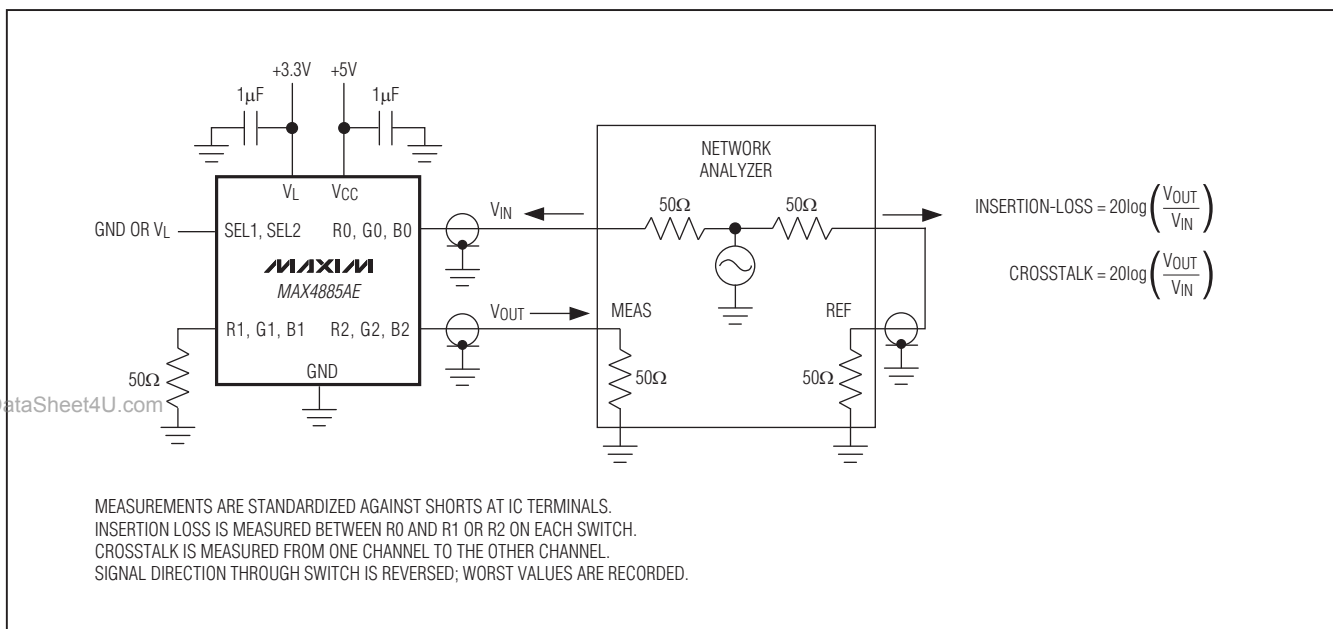 +3.3V +5V
1μF 1μF
VL VCC
NETWORK
ANALYZER
50Ω 50Ω
VIN
INSERTION-LOSS = 20log(VOUT/VIN)
GND OR VL
SEL1, SEL2 R0, G0, B0
MAXIM
MAX4885AE
CROSSTALK = 20log(VOUT/VIN)
R1, G1, B1 R2, G2, B2
VOUT
MEAS REF
GND
50Ω 50Ω 50Ω
DataSheet4U.com
MEASUREMENTS ARE STANDARDIZED AGAINST SHORTS AT IC TERMINALS.
INSERTION LOSS IS MEASURED BETWEEN R0 AND R1 OR R2 ON EACH SWITCH.
CROSSTALK IS MEASURED FROM ONE CHANNEL TO THE OTHER CHANNEL.
SIGNAL DIRECTION THROUGH SWITCH IS REVERSED; WORST VALUES ARE RECORDED.